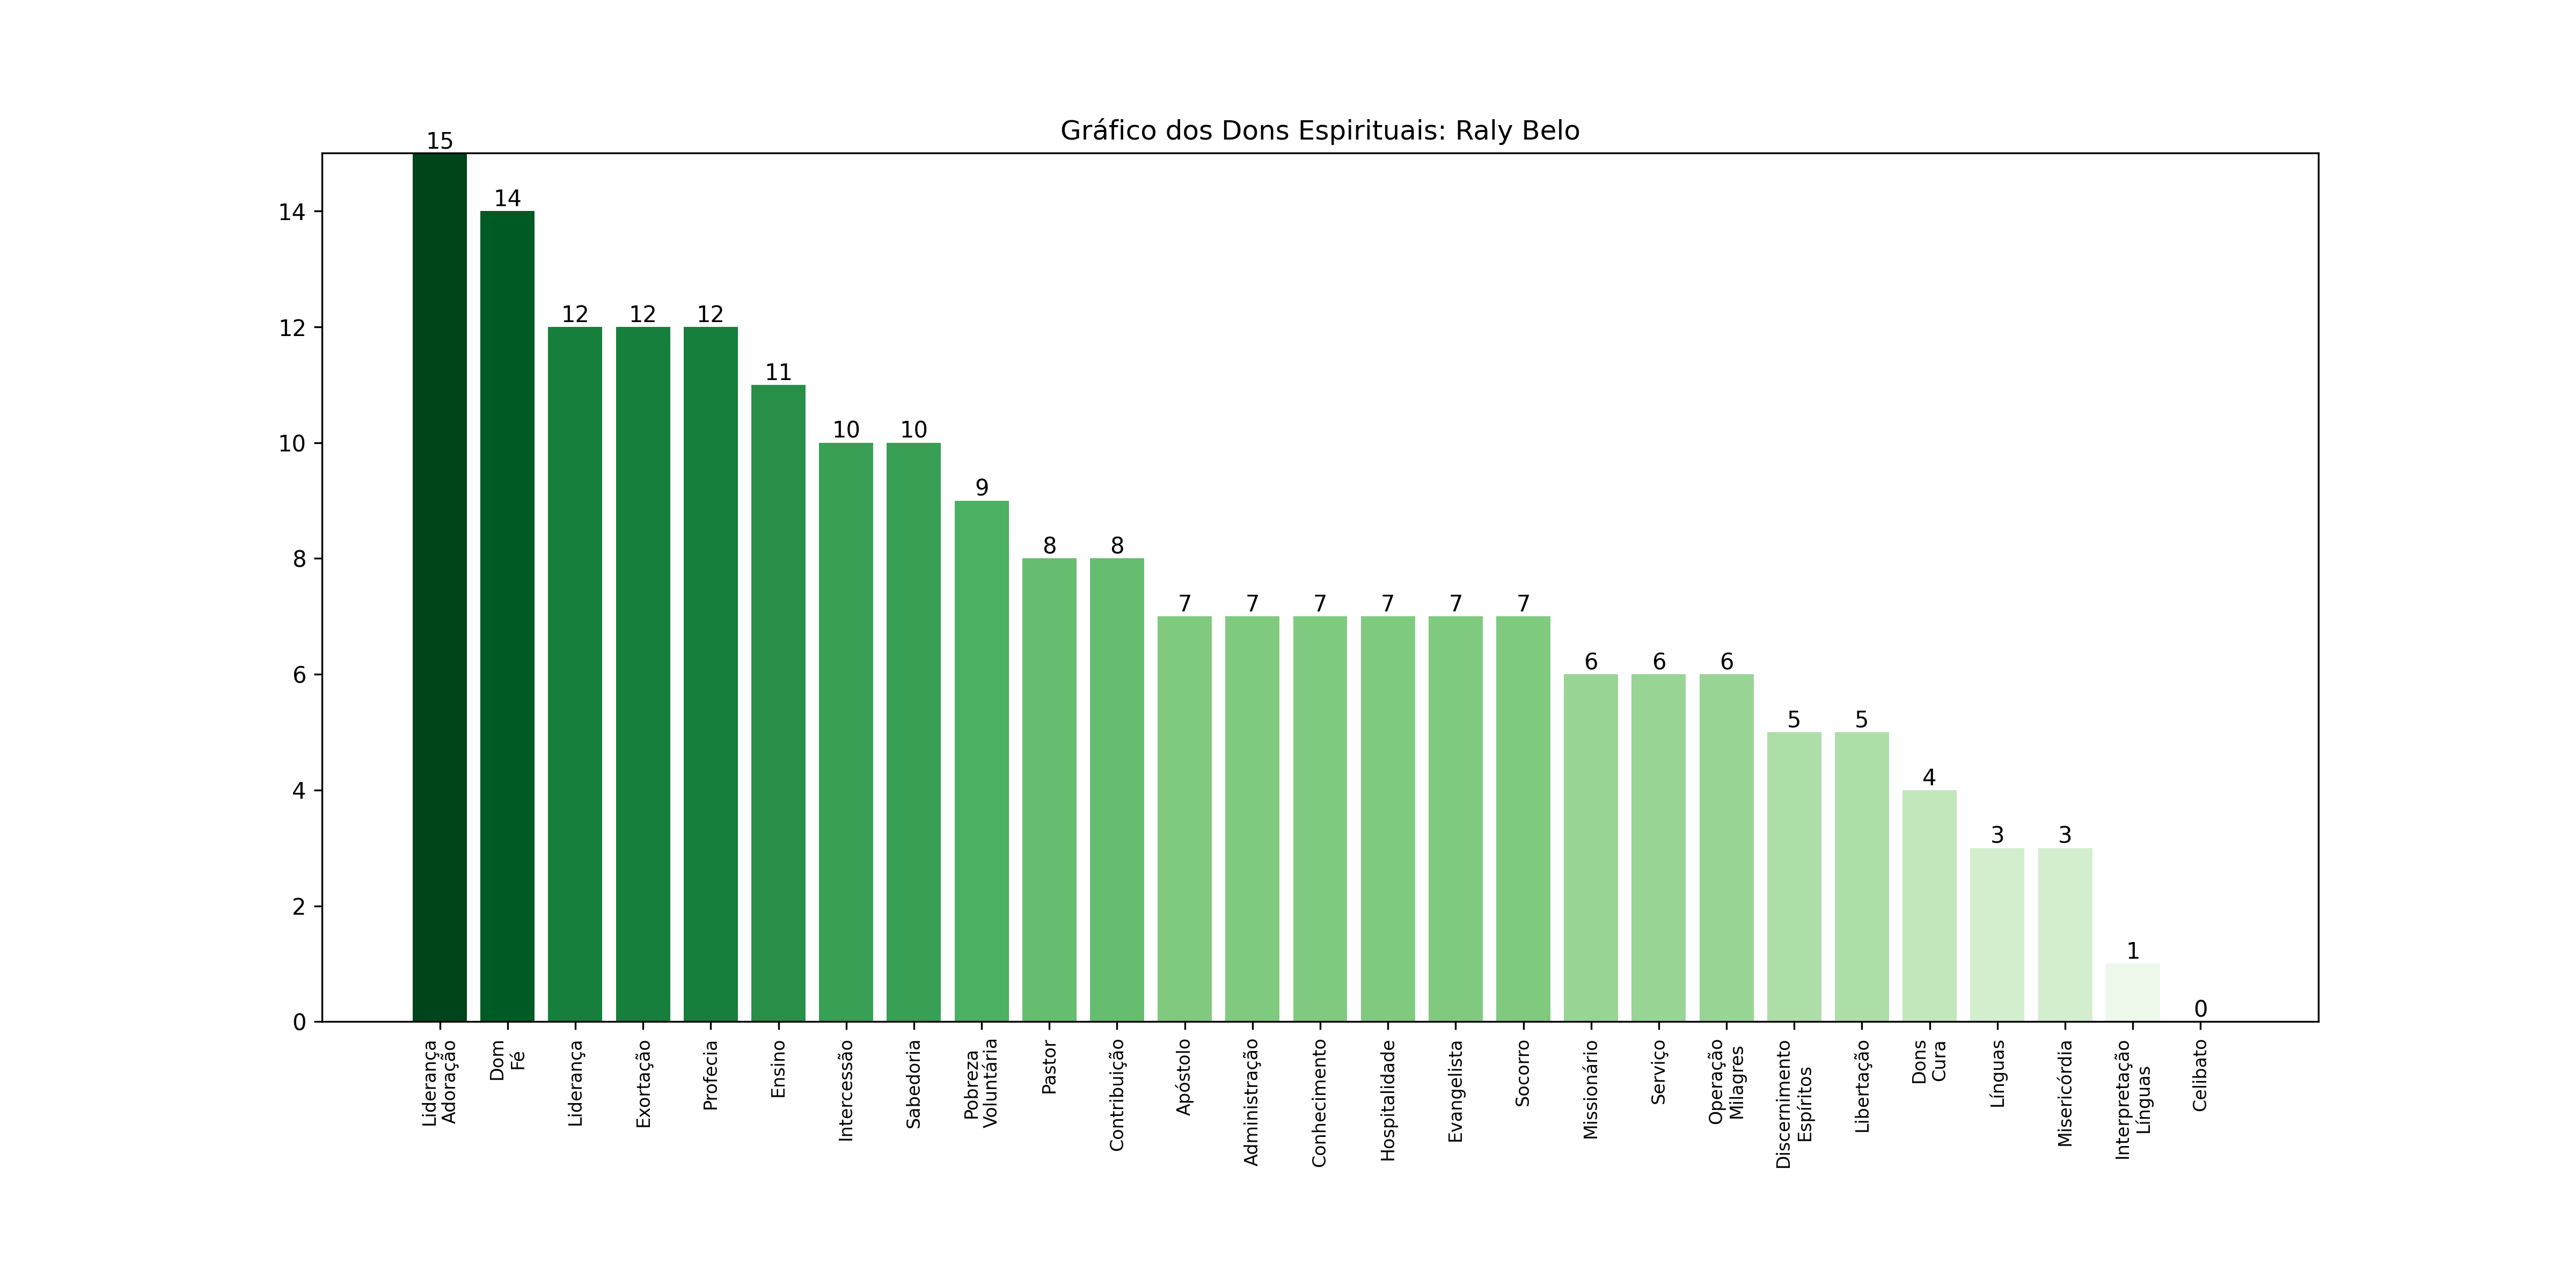 Gráfico dos Dons Espirituais: Raly Belo
15
14
12
12
12
11
10
10
9
8
8
7
7
7
7
7
7
6
6
6
5
5
4
3
3
1
0
14
12
10
8
6
4
2
0
Liderança
Adoração
Dom
Fé
Liderança
Exortação
Profecia
Ensino
Intercessão
Sabedoria
Pobreza
Voluntária
Pastor
Contribuição
Apóstolo
Administração
Conhecimento
Hospitalidade
Evangelista
Socorro
Missionário
Serviço
Operação
Milagres
Discernimento
Espíritos
Libertação
Dons
Cura
Línguas
Misericórdia
Interpretação
Línguas
Celibato